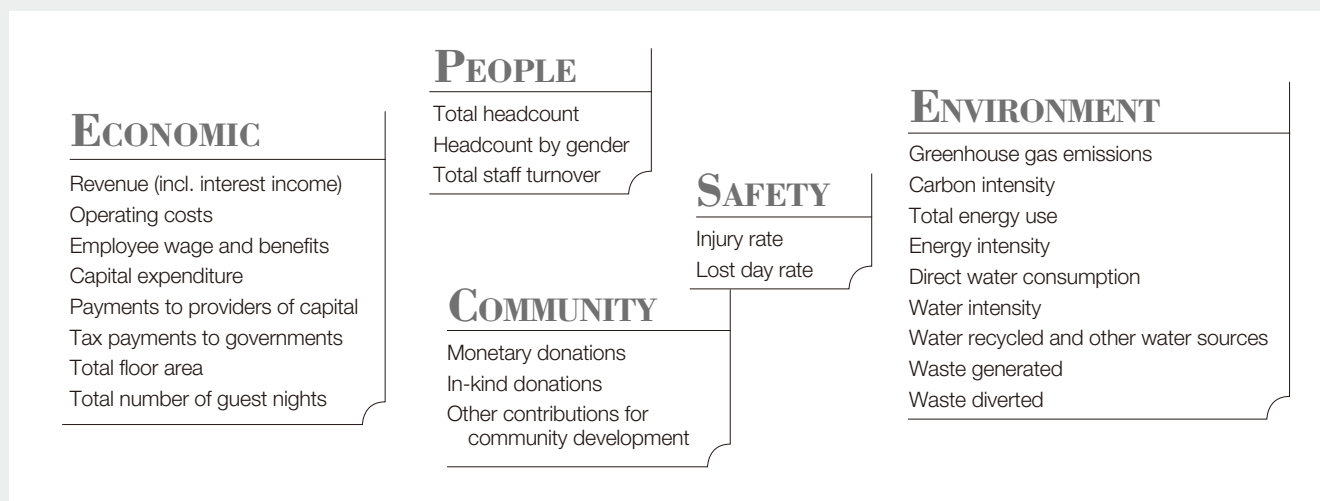 ECONOMIC
Revenue (incl. interest income)
Operating costs
Employee wage and benefits
Capital expenditure
Payments to providers of capital
Tax payments to governments
Total floor area
Total number of guest nights
PEOPLE
Total headcount
Headcount by gender
Total staff turnover
COMMUNITY
Monetary donations
In-kind donations
Other contributions for
community development
SAFETY
Injury rate
Lost day rate
ENVIRONMENT
Greenhouse gas emissions
Carbon intensity
Total energy use
Energy intensity
Direct water consumption
Water intensity
Water recycled and other water sources
Waste generated
Waste diverted